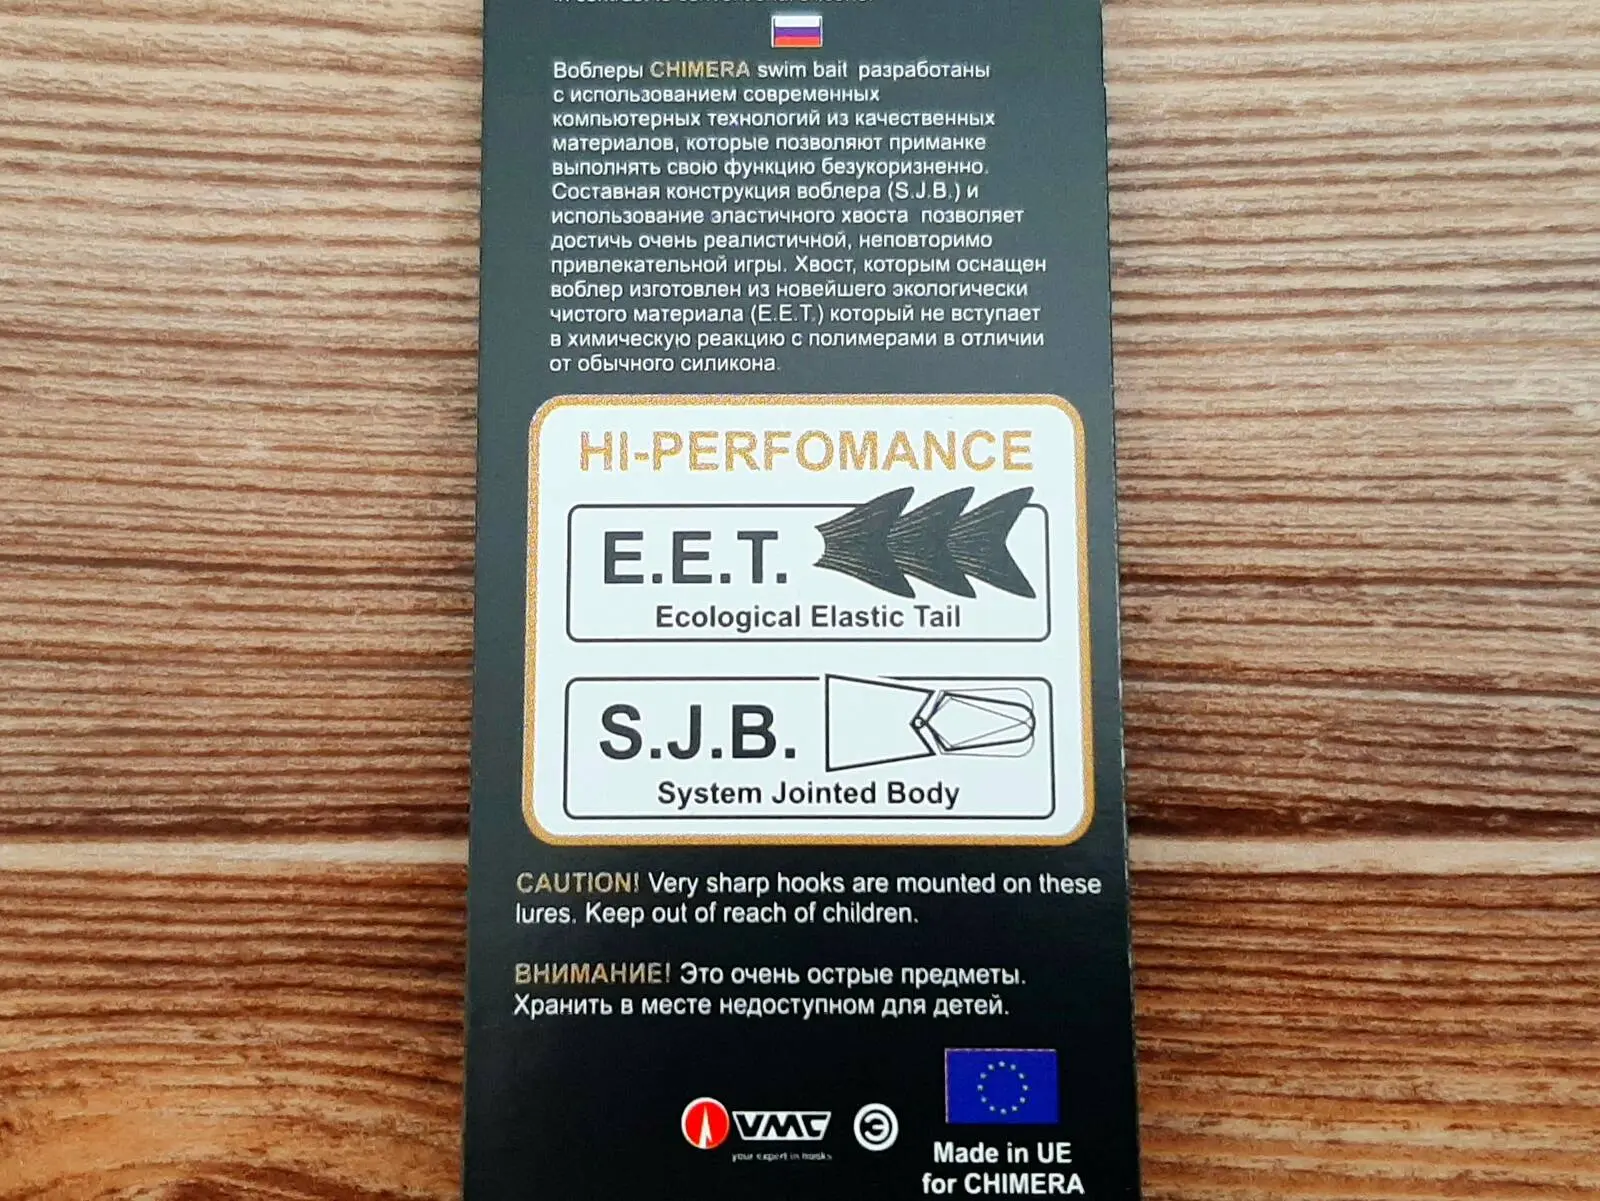 Воблеры CHIMERA swim bait разработаны
с использованием современных
компьютерных технологий из качественных
материалов, которые позволяют приманке
выполнять свою функцию безукоризненно.
Составная конструкция воблера (S.J.B.) и
использование эластичного хвоста позволяет
достичь очень реалистичной, неповторимо
привлекательной игры. Хвост, которым оснащен
воблер изготовлен из новейшего экологически
чистого материала (E.E.T.) который не вступает
в химическую реакцию с полимерами в отличии
от обычного силикона.
HI-PERFOMANCE
E.E.T.
Ecological Elastic Tail
S.J.B.
System Jointed Body
CAUTION! Very sharp hooks are mounted on these
lures. Keep out of reach of children.
ВНИМАНИЕ! Это очень острые предметы.
Хранить в месте недоступном для детей.
VMC
your expert in hooks
Made in UE
for CHIMERA